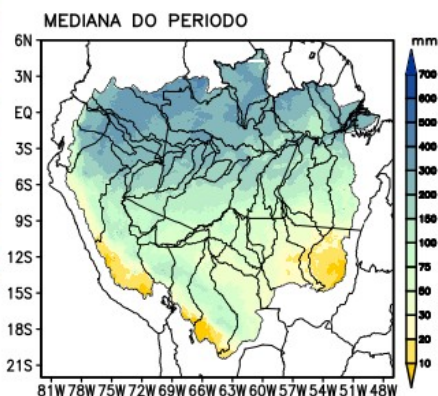 MEDIANA DO PERIODO
mm
6N
3N
EQ
3S
6S
9S
12S
15S
18S
21S
700
600
500
400
300
200
155
100
75
50
30
20
10
81W 78W 75W 72W 69W 66W 63W 60W 57W 54W 51W 48W